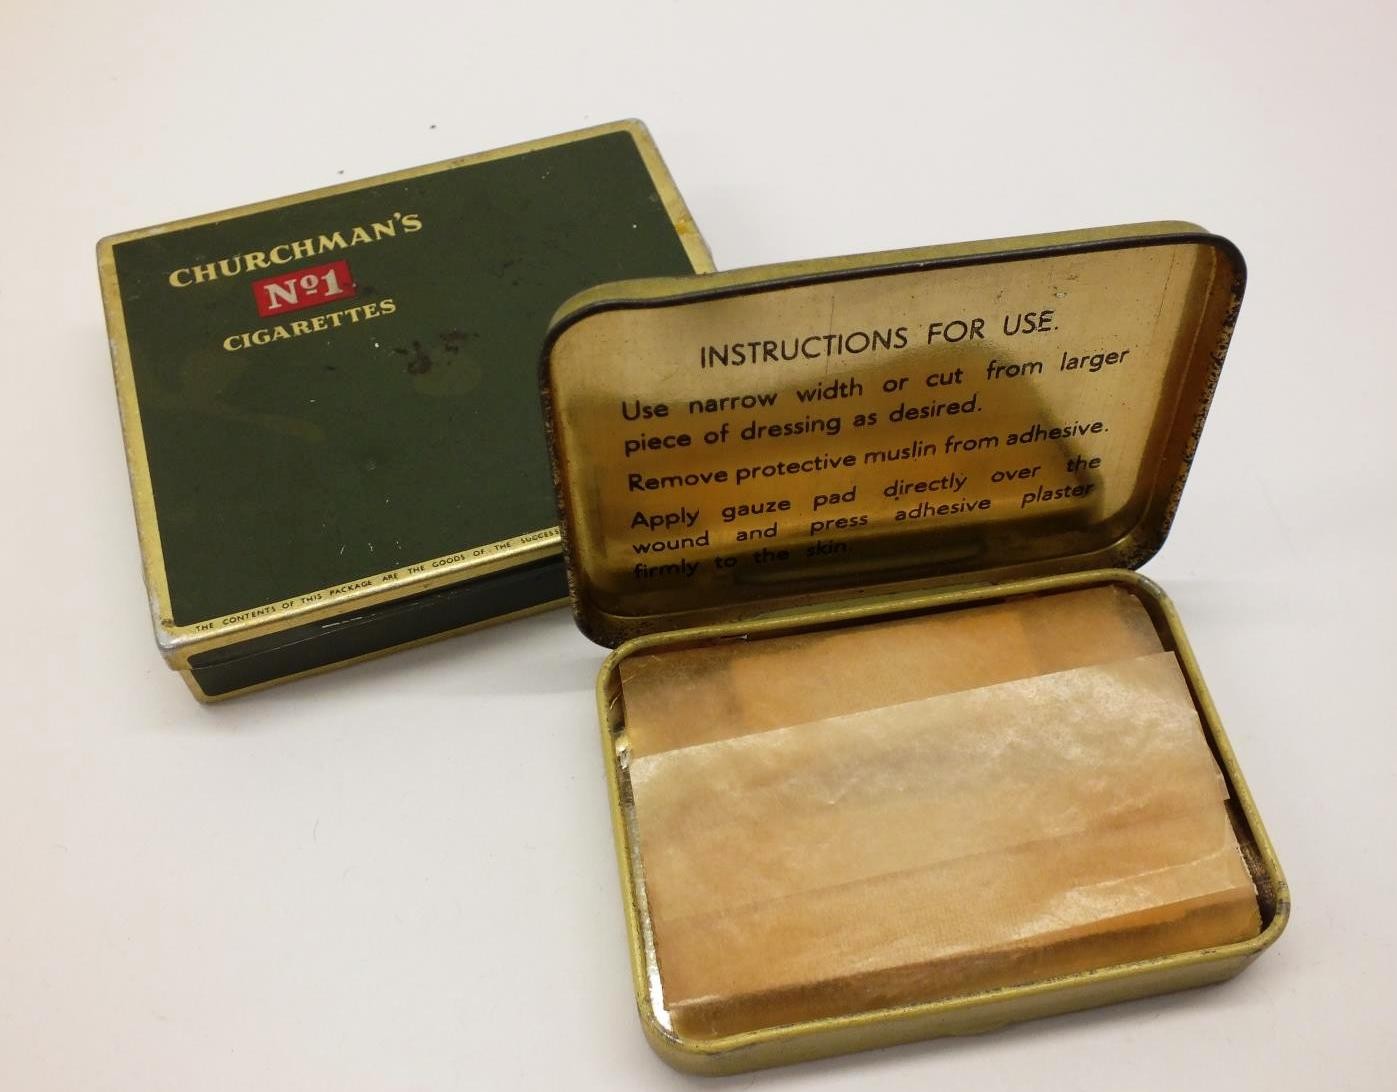 CHURCHMAN'S
Nº1
CIGARETTES
THE CONTENTS OF THIS PACKAGE ARE THE GOODS OF THE
INSTRUCTIONS FOR USE.
Use narrow width or cut from larger
piece of dressing as desired.
Remove protective muslin from adhesive.
Apply gauze pad directly over the
wound and press adhesive plaster
firmly to the skin.